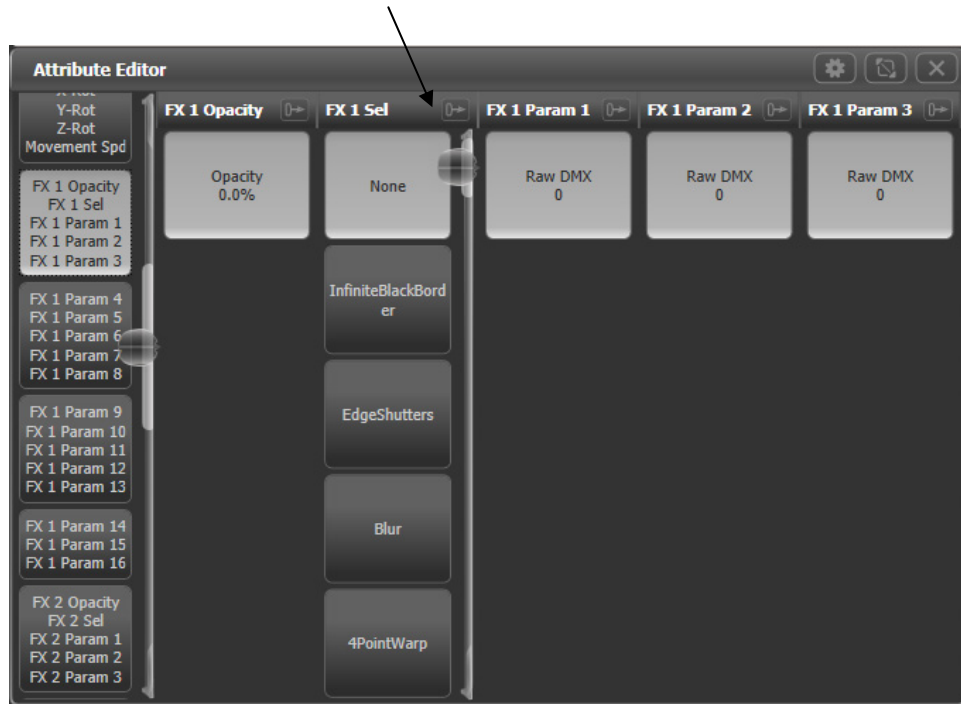 Attribute Editor
Y-Rot
Z-Rot
Movement Spd
FX 1 Opacity
FX 1 Sel
FX 1 Param 1
FX 1 Param 2
FX 1 Param 3
FX 1 Param 4
FX 1 Param 5
FX 1 Param 6
FX 1 Param 7
FX 1 Param 8
FX 1 Param 9
FX 1 Param 10
FX 1 Param 11
FX 1 Param 12
FX 1 Param 13
FX 1 Param 14
FX 1 Param 15
FX 1 Param 16
FX 2 Opacity
FX 2 Sel
FX 2 Param 1
FX 2 Param 2
FX 2 Param 3
FX 1 Opacity
Opacity
0.0%
FX 1 Sel
None
InfiniteBlackBord
er
EdgeShutters
Blur
4PointWarp
FX 1 Param 1
Raw DMX
0
FX 1 Param 2
Raw DMX
0
FX 1 Param 3
Raw DMX
0